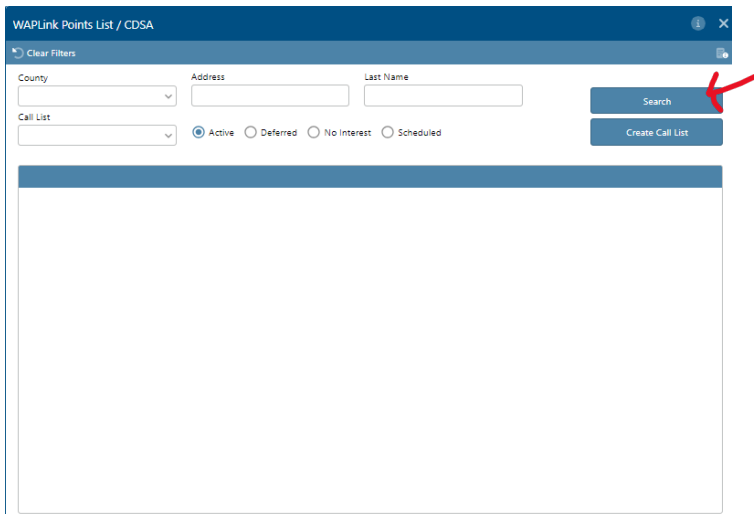 WAPLink Points List / CDSA
Clear Filters
County
Address
Last Name
Search
Call List
Active
Deferred
No Interest
Scheduled
Create Call List